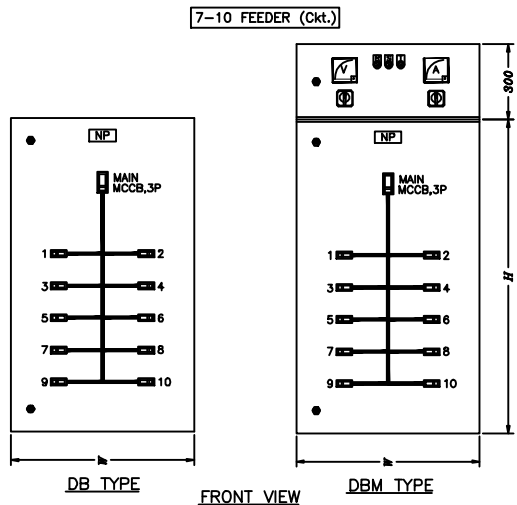 7-10 FEEDER (Ckt.)
V
A
300
NP
MAIN
MCCB,3P
1 2
3 4
5 6
7 8
9 10
DB TYPE
NP
MAIN
MCCB,3P
1 2
3 4
5 6
7 8
9 10
H
DBM TYPE
FRONT VIEW